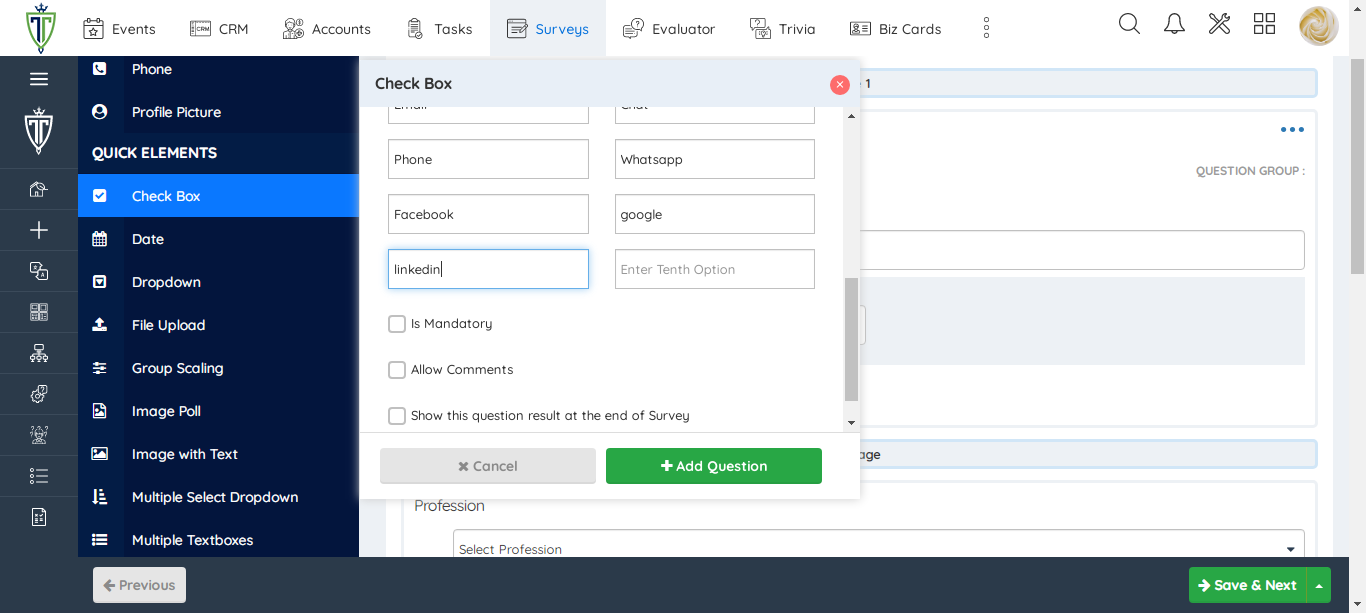 Events
CRM
CRM
Accounts
Tasks
Surveys
Evaluator
Trivia
Biz Cards
Phone
Profile Picture
QUICK ELEMENTS
Check Box
Date
Dropdown
File Upload
Group Scaling
Image Poll
Image with Text
Multiple Select Dropdown
Multiple Textboxes
Check Box
Email
Chat
Phone
Whatsapp
Facebook
google
linkedin
Enter Tenth Option
Is Mandatory
Allow Comments
Show this question result at the end of Survey
Cancel
Add Question
1
QUESTION GROUP :
age
Profession
Select Profession
Previous
Save & Next